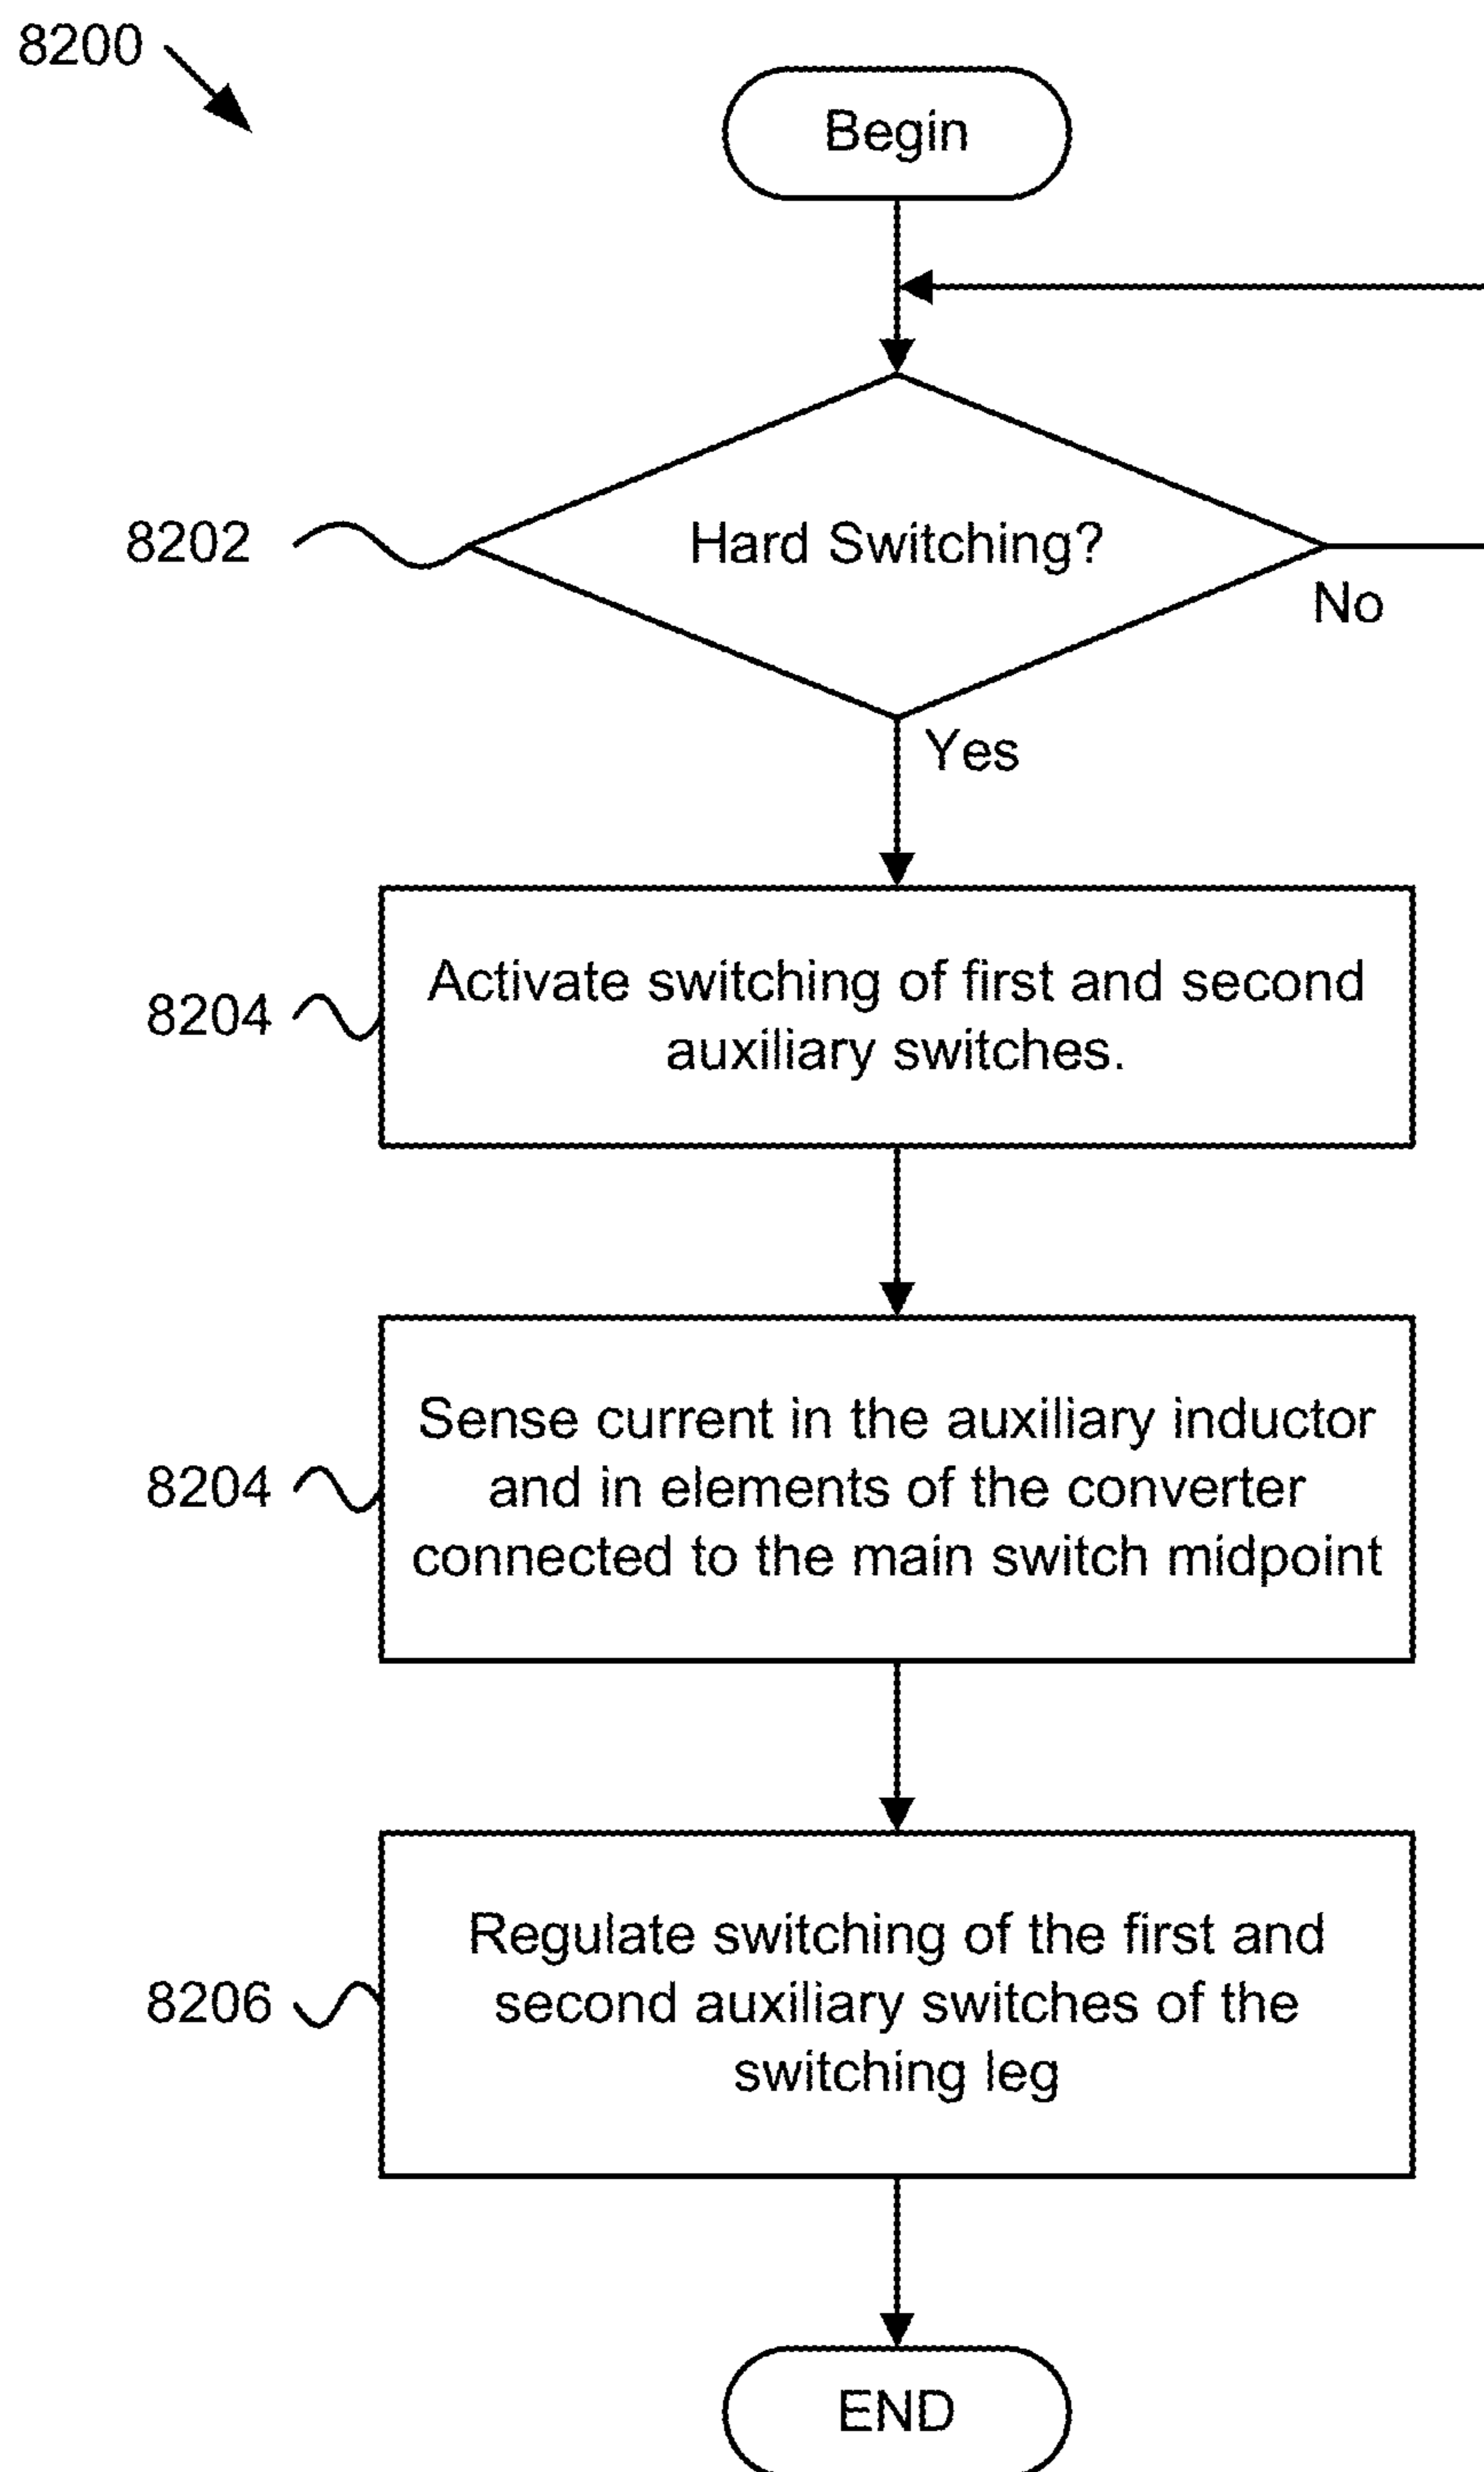 8200
Begin
8202
Hard Switching?
No
Yes
8204
Activate switching of first and second
auxiliary switches.
8204
Sense current in the auxiliary inductor
and in elements of the converter
connected to the main switch midpoint
8206
Regulate switching of the first and
second auxiliary switches of the
switching leg
END